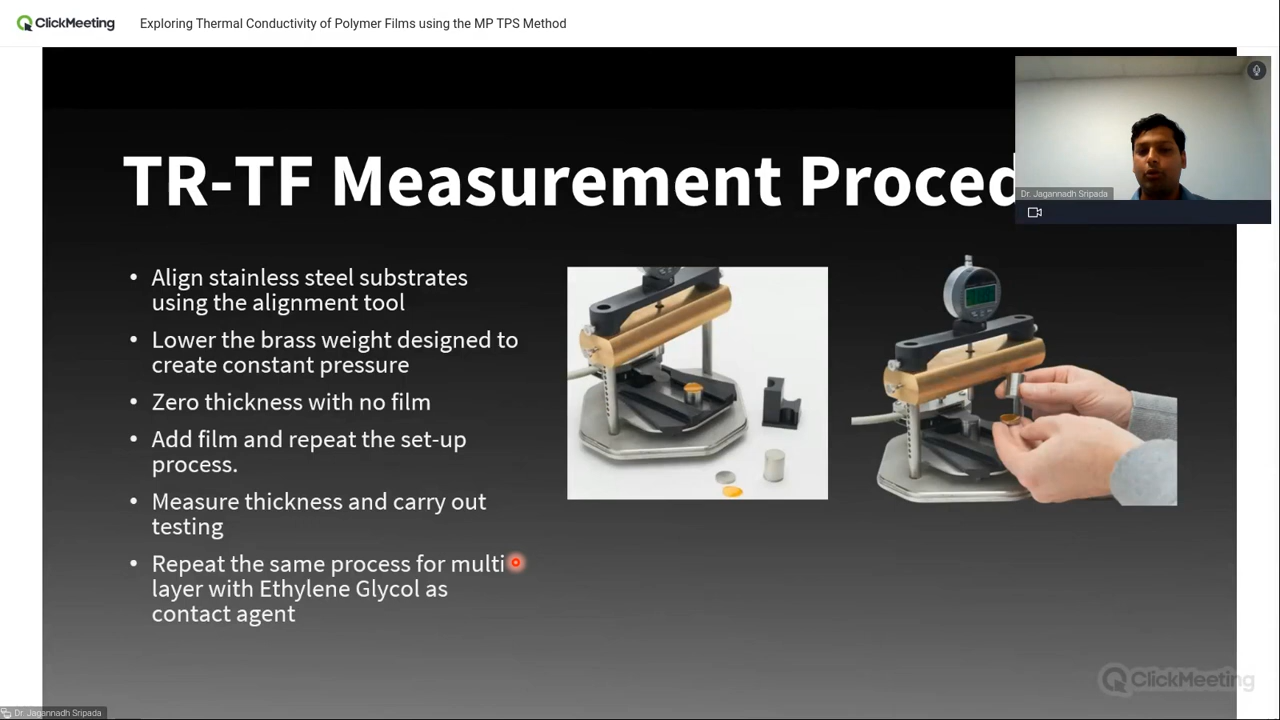 ClickMeeting
Exploring Thermal Conductivity of Polymer Films using the MP TPS Method
TR-TF Measurement Proced
Dr. Jagannadh Sripada
• Align stainless steel substrates
using the alignment tool
• Lower the brass weight designed to
create constant pressure
• Zero thickness with no film
• Add film and repeat the set-up
process.
• Measure thickness and carry out
testing
• Repeat the same process for multi
layer with Ethylene Glycol as
contact agent
ClickMeeting
Dr. Jagannadh Sripada